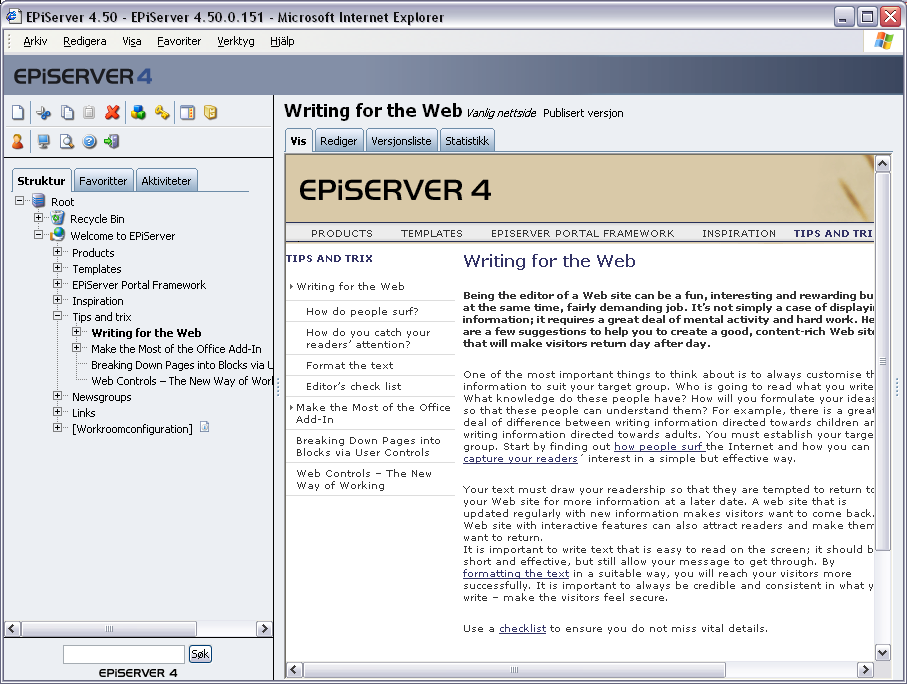 EPiServer 4.50 - EPiServer 4.50.0.151 - Microsoft Internet Explorer
Arkiv Redigera Visa Favoriter Verktyg Hjälp
EPiSERVER 4
Struktur Favoritter Aktiviteter
Root
Recycle Bin
Welcome to EPiServer
Products
Templates
EPiServer Portal Framework
Inspiration
Tips and trix
Writing for the Web
Make the Most of the Office Add-In
Breaking Down Pages into Blocks via U
Web Controls – The New Way of Worl
Newsgroups
Links
[Workroomconfiguration]
Søk
EPiSERVER 4
Writing for the Web Vanlig nettside Publisert versjon
Vis Rediger Versjonsliste Statistikk
EPiSERVER 4
PRODUCTS TEMPLATES EPISERVER PORTAL FRAMEWORK INSPIRATION TIPS AND TRI
TIPS AND TRIX
Writing for the Web
How do people surf?
How do you catch your
readers’ attention?
Format the text
Editor’s check list
Make the Most of the Office
Add-In
Breaking Down Pages into
Blocks via User Controls
Web Controls – The New
Way of Working
Writing for the Web
Being the editor of a Web site can be a fun, interesting and rewarding bu
at the same time, fairly demanding job. It’s not simply a case of displayi
information; it requires a great deal of mental activity and hard work. He
are a few suggestions to help you to create a good, content-rich Web site
that will make visitors return day after day.
One of the most important things to think about is to always customise th
information to suit your target group. Who is going to read what you write
What knowledge do these people have? How will you formulate your ideas
so that these people can understand them? For example, there is a great
deal of difference between writing information directed towards children ar
writing information directed towards adults. You must establish your targe
group. Start by finding out how people surf the Internet and how you can
capture your readers´ interest in a simple but effective way.
Your text must draw your readership so that they are tempted to return to
your Web site for more information at a later date. A web site that is
updated regularly with new information makes visitors want to come back.
Web site with interactive features can also attract readers and make them
want to return.
It is important to write text that is easy to read on the screen; it should b
short and effective, but still allow your message to get through. By
formatting the text in a suitable way, you will reach your visitors more
successfully. It is important to always be credible and consistent in what y
write – make the visitors feel secure.
Use a checklist to ensure you do not miss vital details.